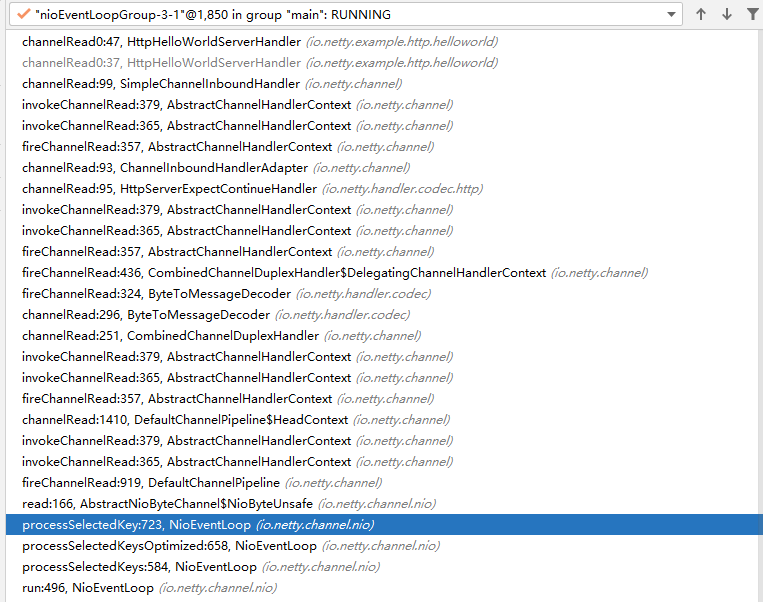 "nioEventLoopGroup-3-1"@1,850 in group "main": RUNNING
channelRead0:47, HttpHelloWorldServerHandler (io.netty.example.http.helloworld)
channelRead0:37, HttpHelloWorldServerHandler (io.netty.example.http.helloworld)
channelRead:99, SimpleChannelInboundHandler (io.netty.channel)
invokeChannelRead:379, AbstractChannelHandlerContext (io.netty.channel)
invokeChannelRead:365, AbstractChannelHandlerContext (io.netty.channel)
fireChannelRead:357, AbstractChannelHandlerContext (io.netty.channel)
channelRead:93, ChannelInboundHandlerAdapter (io.netty.channel)
channelRead:95, HttpServerExpectContinueHandler (io.netty.handler.codec.http)
invokeChannelRead:379, AbstractChannelHandlerContext (io.netty.channel)
invokeChannelRead:365, AbstractChannelHandlerContext (io.netty.channel)
fireChannelRead:357, AbstractChannelHandlerContext (io.netty.channel)
fireChannelRead:436, CombinedChannelDuplexHandler$DelegatingChannelHandlerContext (io.netty.channel)
fireChannelRead:324, ByteToMessageDecoder (io.netty.handler.codec)
channelRead:296, ByteToMessageDecoder (io.netty.handler.codec)
channelRead:251, CombinedChannelDuplexHandler (io.netty.channel)
invokeChannelRead:379, AbstractChannelHandlerContext (io.netty.channel)
invokeChannelRead:365, AbstractChannelHandlerContext (io.netty.channel)
fireChannelRead:357, AbstractChannelHandlerContext (io.netty.channel)
channelRead:1410, DefaultChannelPipeline$HeadContext (io.netty.channel)
invokeChannelRead:379, AbstractChannelHandlerContext (io.netty.channel)
invokeChannelRead:365, AbstractChannelHandlerContext (io.netty.channel)
fireChannelRead:919, DefaultChannelPipeline (io.netty.channel)
read:166, AbstractNioByteChannel$NioByteUnsafe (io.netty.channel.nio)
processSelectedKey:723, NioEventLoop (io.netty.channel.nio)
processSelectedKeysOptimized:658, NioEventLoop (io.netty.channel.nio)
processSelectedKeys:584, NioEventLoop (io.netty.channel.nio)
run:496, NioEventLoop (io.netty.channel.nio)